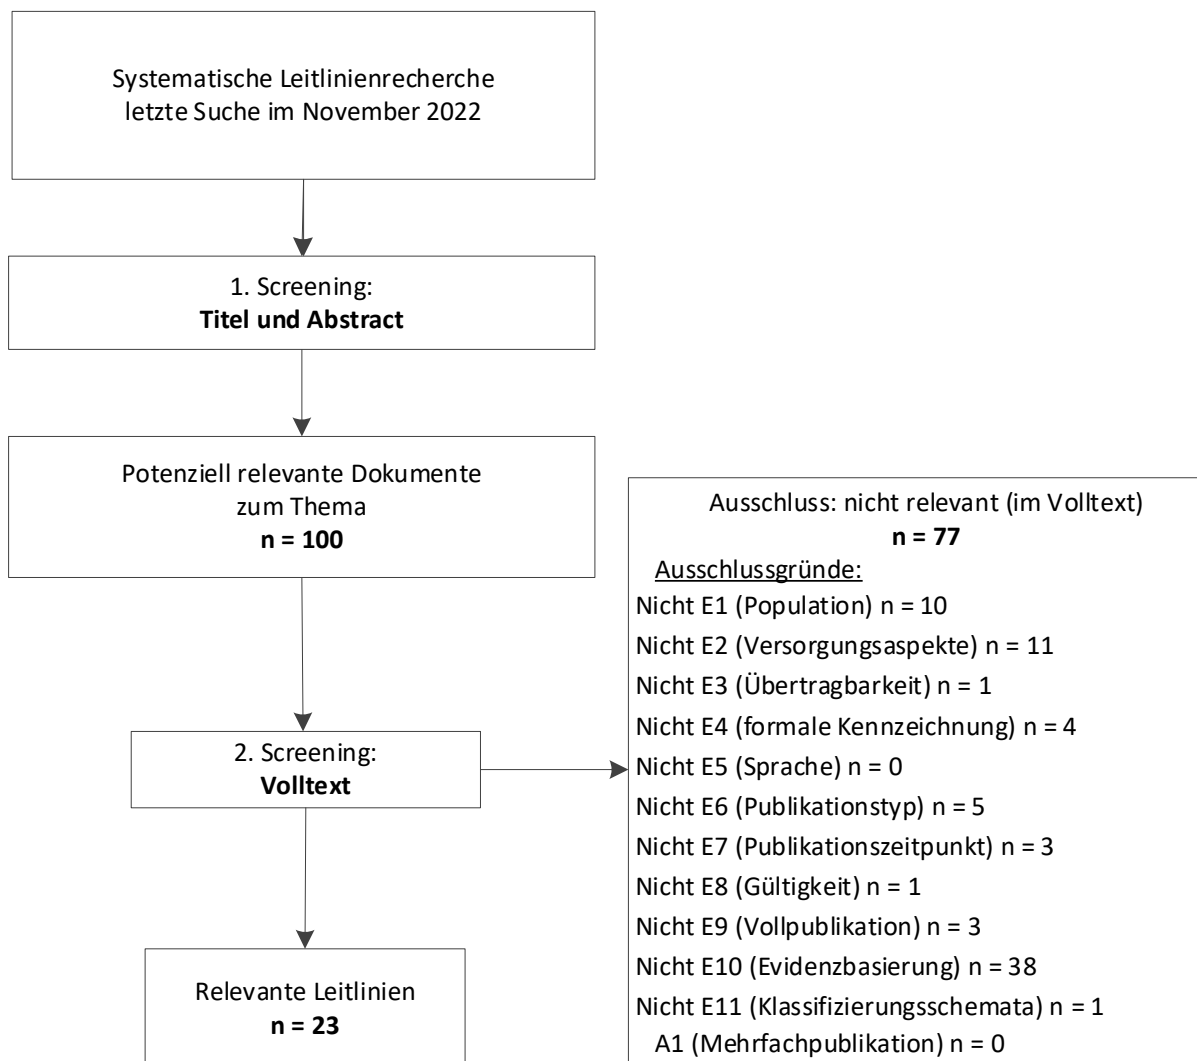 Systematische Leitlinienrecherche
letzte Suche im November 2022
1. Screening:
Titel und Abstract
Potenziell relevante Dokumente
zum Thema
n = 100
2. Screening:
Volltext
Ausschluss: nicht relevant (im Volltext)
n = 77
Ausschlussgründe:
Nicht E1 (Population) n = 10
Nicht E2 (Versorgungsaspekte) n = 11
Nicht E3 (Übertragbarkeit) n = 1
Nicht E4 (formale Kennzeichnung) n = 4
Nicht E5 (Sprache) n = 0
Nicht E6 (Publikationstyp) n = 5
Nicht E7 (Publikationszeitpunkt) n = 3
Nicht E8 (Gültigkeit) n = 1
Nicht E9 (Vollpublikation) n = 3
Nicht E10 (Evidenzbasierung) n = 38
Nicht E11 (Klassifizierungsschemata) n = 1
A1 (Mehrfachpublikation) n = 0
Relevante Leitlinien
n = 23